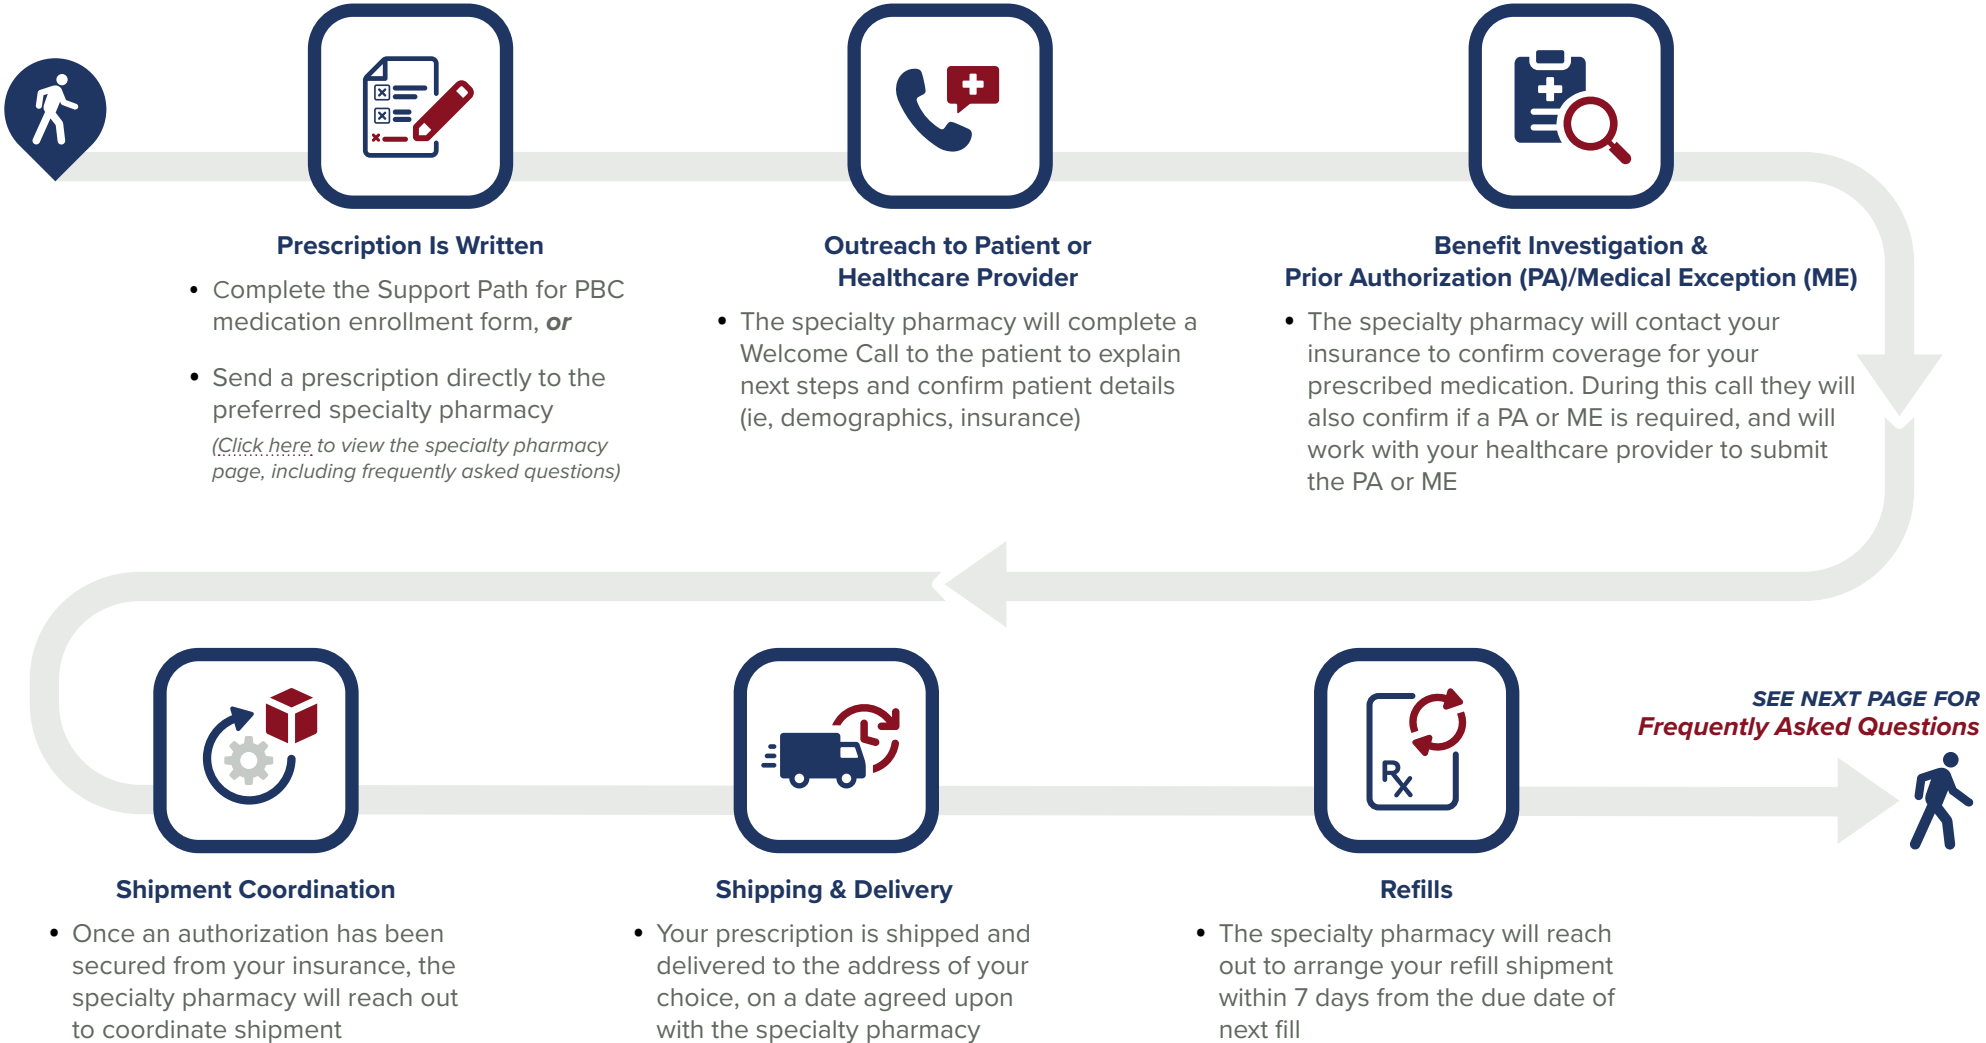 Prescription Is Written
• Complete the Support Path for PBC
medication enrollment form, or
• Send a prescription directly to the
preferred specialty pharmacy
(Click here to view the specialty pharmacy
page, including frequently asked questions)
Outreach to Patient or
Healthcare Provider
• The specialty pharmacy will complete a
Welcome Call to the patient to explain
next steps and confirm patient details
(ie, demographics, insurance)
Benefit Investigation &
Prior Authorization (PA)/Medical Exception (ME)
• The specialty pharmacy will contact your
insurance to confirm coverage for your
prescribed medication. During this call they will
also confirm if a PA or ME is required, and will
work with your healthcare provider to submit
the PA or ME
Shipment Coordination
• Once an authorization has been
secured from your insurance, the
specialty pharmacy will reach out
to coordinate shipment
Shipping & Delivery
• Your prescription is shipped and
delivered to the address of your
choice, on a date agreed upon
with the specialty pharmacy
Rx
Refills
• The specialty pharmacy will reach
out to arrange your refill shipment
within 7 days from the due date of
next fill
SEE NEXT PAGE FOR
Frequently Asked Questions